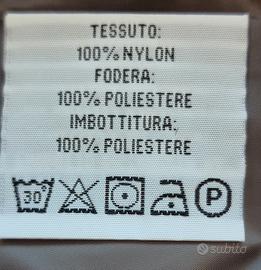 TESSUTO:
100% NYLON
FODERA:
100% POLIESTERE
IMBOTTITURA:
100% POLIESTERE
30°
P
subito